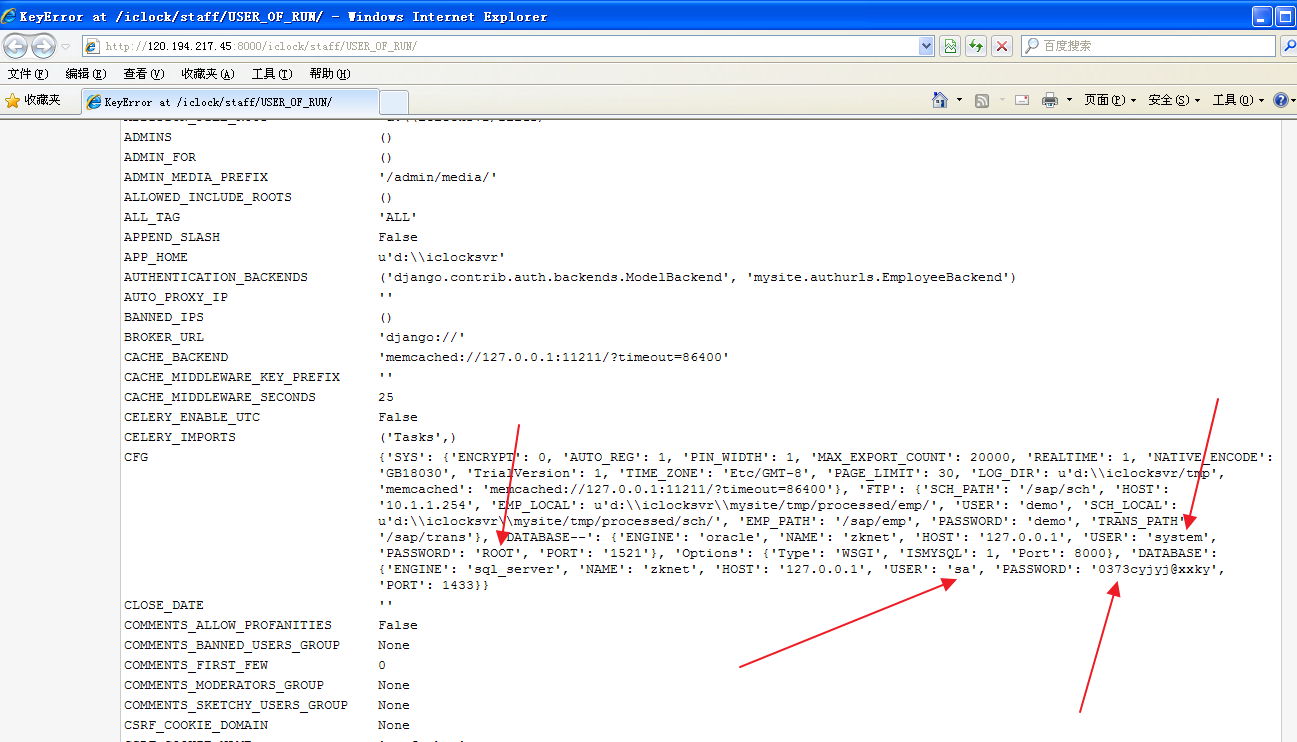 KeyError at /iclock/staff/USER_OF_RUN/ - Windows Internet Explorer
http://120.194.217.45:8000/iclock/staff/USER_OF_RUN/
百度搜索
文件(F) 编辑(E) 查看(V) 收藏夹(A) 工具(T) 帮助(H)
收藏夹 KeyError at /iclock/staff/USER_OF_RUN/ 页面(P) 安全(S) 工具(O)
ADMINS ()
ADMIN_FOR ()
ADMIN_MEDIA_PREFIX '/admin/media/'
ALLOWED_INCLUDE_ROOTS ()
ALL_TAG 'ALL'
APPEND_SLASH False
APP_HOME u'd:\\iclocksvr'
AUTHENTICATION_BACKENDS ('django.contrib.auth.backends.ModelBackend', 'mysite.authurls.EmployeeBackend')
AUTO_PROXY_IP ''
BANNED_IPS ()
BROKER_URL 'django://'
CACHE_BACKEND 'memcached://127.0.0.1:11211/?timeout=86400'
CACHE_MIDDLEWARE_KEY_PREFIX ''
CACHE_MIDDLEWARE_SECONDS 25
CELERY_ENABLE_UTC False
CELERY_IMPORTS ('Tasks',)
CFG {'SYS': {'ENCRYPT': 0, 'AUTO_REG': 1, 'PIN_WIDTH': 1, 'MAX_EXPORT_COUNT': 20000, 'REALTIME': 1, 'NATIVE_ENCODE':
'GB18030', 'TrialVersion': 1, 'TIME_ZONE': 'Etc/GMT-8', 'PAGE_LIMIT': 30, 'LOG_DIR': u'd:\\iclocksvr/tmp',
'memcached': 'memcached://127.0.0.1:11211/?timeout=86400'}, 'FTP': {'SCH_PATH': '/sap/sch', 'HOST':
'10.1.1.254', 'EMP_LOCAL': u'd:\\iclocksvr\\mysite/tmp/processed/emp/', 'USER': 'demo', 'SCH_LOCAL':
u'd:\\iclocksvr\\mysite/tmp/processed/sch/', 'EMP_PATH': '/sap/emp', 'PASSWORD': 'demo', 'TRANS_PATH':
'/sap/trans'}, 'DATABASE--': {'ENGINE': 'oracle', 'NAME': 'zknet', 'HOST': '127.0.0.1', 'USER': 'system',
'PASSWORD': 'ROOT', 'PORT': '1521'}, 'Options': {'Type': 'WSGI', 'ISMYSQL': 1, 'Port': 8000}, 'DATABASE':
{'ENGINE': 'sql_server', 'NAME': 'zknet', 'HOST': '127.0.0.1', 'USER': 'sa', 'PASSWORD': '0373cyjyj@xxky',
'PORT': 1433}}
CLOSE_DATE ''
COMMENTS_ALLOW_PROFANITIES False
COMMENTS_BANNED_USERS_GROUP None
COMMENTS_FIRST_FEW 0
COMMENTS_MODERATORS_GROUP None
COMMENTS_SKETCHY_USERS_GROUP None
CSRF_COOKIE_DOMAIN None